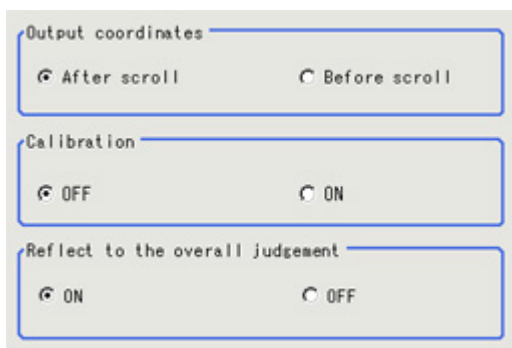 Output coordinates
After scroll Before scroll
Calibration
OFF ON
Reflect to the overall judgement
ON OFF